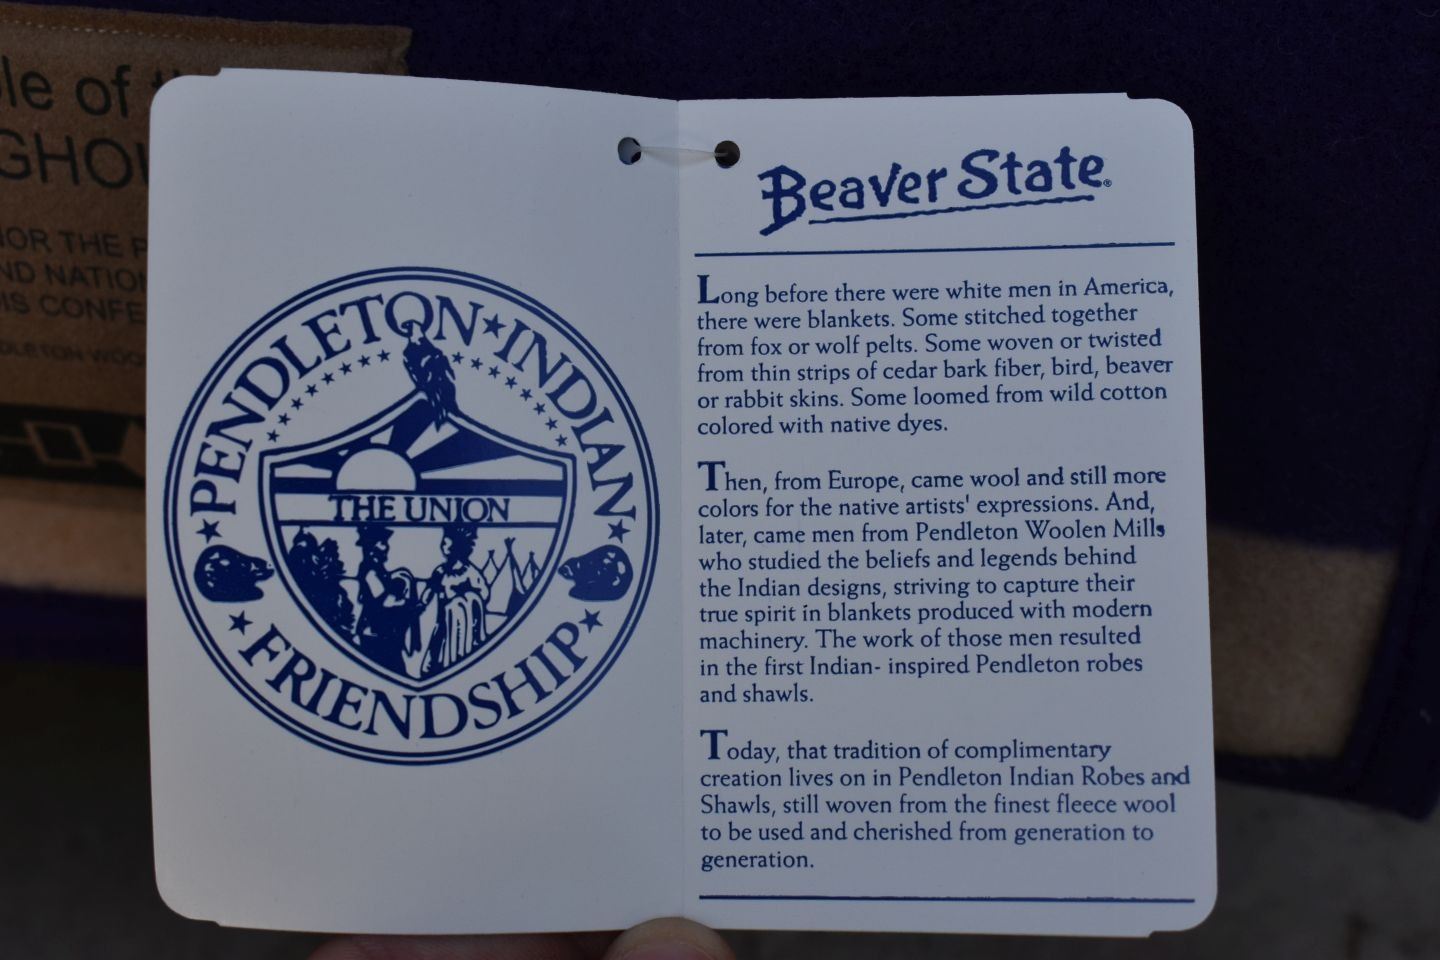 le of
GHO
OR THE P
ND NATION
IS CONFE
DLETON WOO
PENDLETON★INDIAN
THE UNION
FRIENDSHIP
Beaver State®
Long before there were white men in America,
there were blankets. Some stitched together
from fox or wolf pelts. Some woven or twisted
from thin strips of cedar bark fiber, bird, beaver
or rabbit skins. Some loomed from wild cotton
colored with native dyes.
Then, from Europe, came wool and still more
colors for the native artists' expressions. And,
later, came men from Pendleton Woolen Mills
who studied the beliefs and legends behind
the Indian designs, striving to capture their
true spirit in blankets produced with modern
machinery. The work of those men resulted
in the first Indian- inspired Pendleton robes
and shawls.
Today, that tradition of complimentary
creation lives on in Pendleton Indian Robes and
Shawls, still woven from the finest fleece wool
to be used and cherished from generation to
generation.